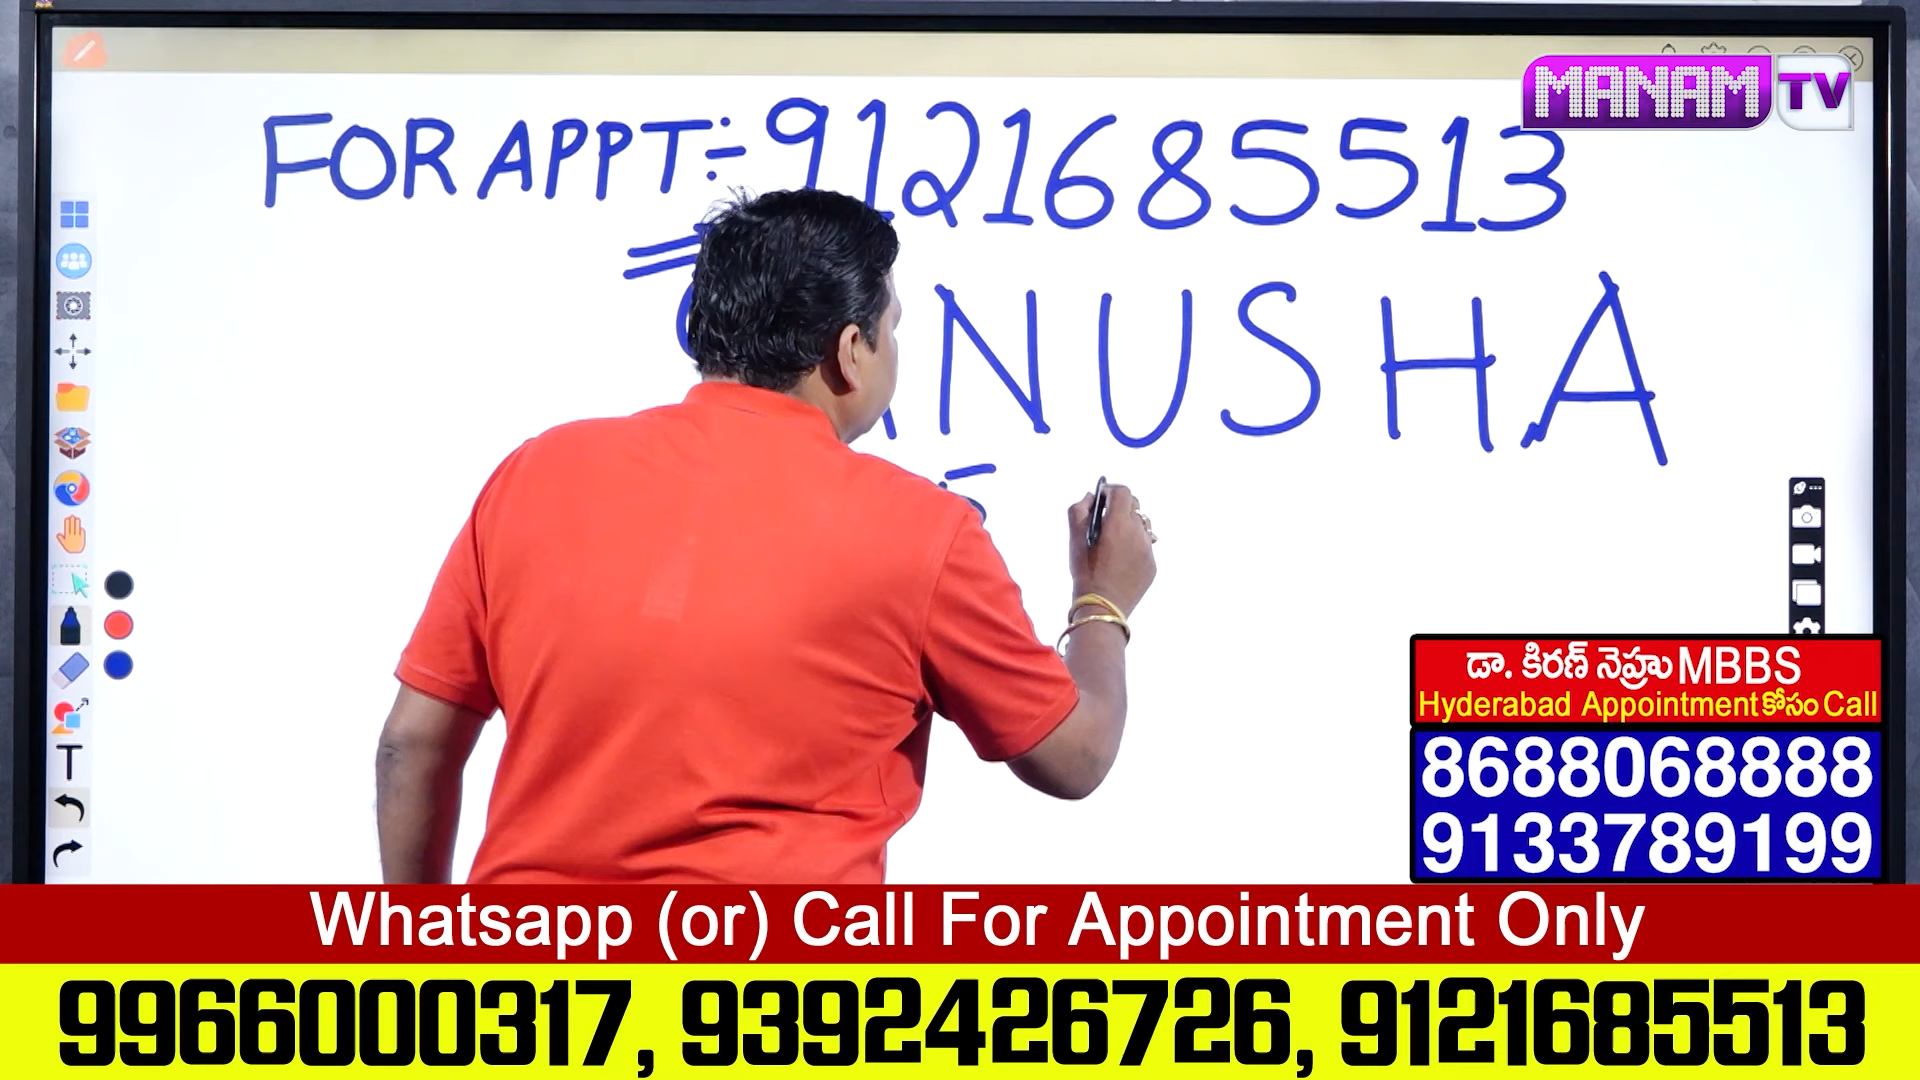 MANAM TV
FOR APPT:- 9121685513
NUSHA
డా. కిరణ్ నెహ్రు MBBS
Hyderabad Appointment కోసం Call
8688068888
9133789199
Whatsapp (or) Call For Appointment Only
9966000317, 9392426726, 9121685513
T